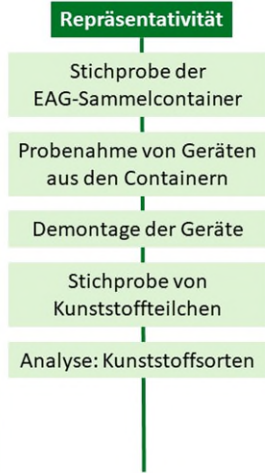 Repräsentativität
Stichprobe der
EAG-Sammelcontainer
Probenahme von Geräten
aus den Containern
Demontage der Geräte
Stichprobe von
Kunststoffteilchen
Analyse: Kunststoffsorten